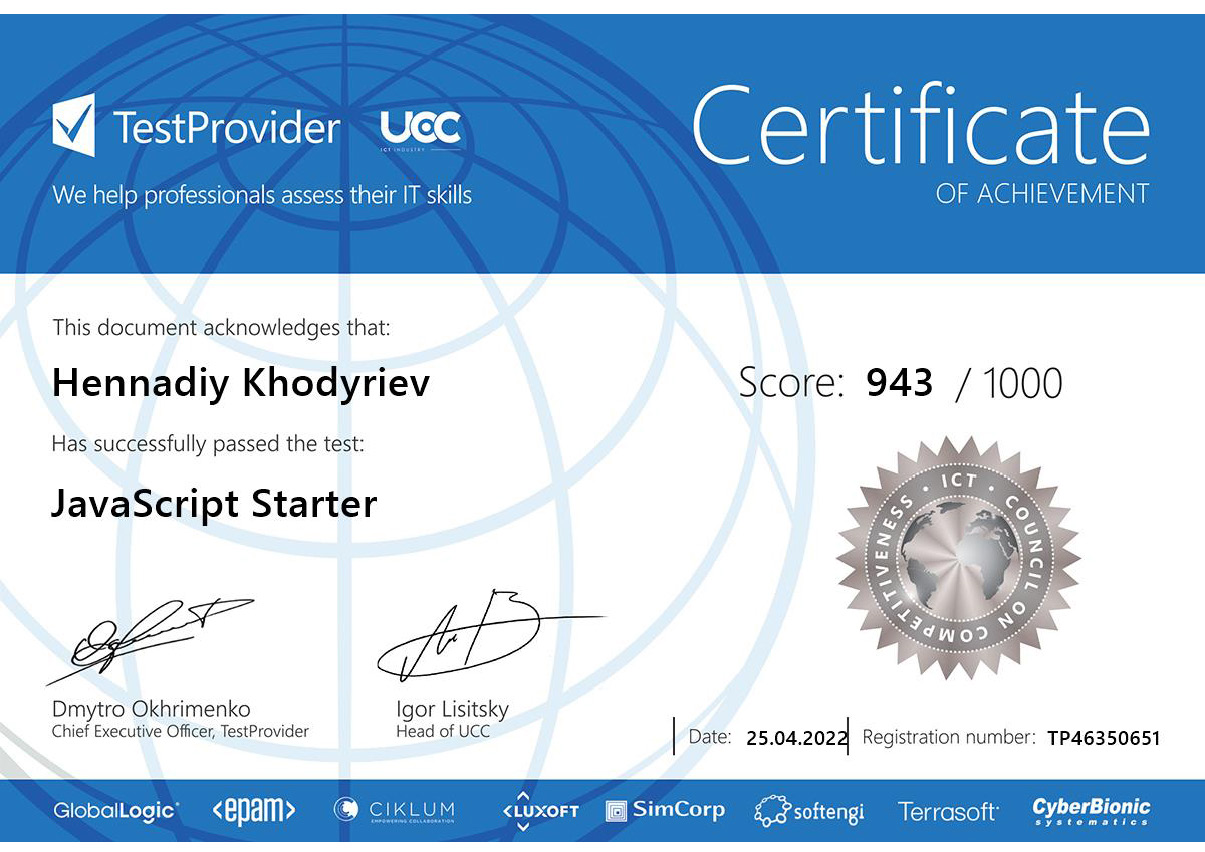 TestProvider
UCC
ICT INDUSTRY
We help professionals assess their IT skills
Certificate
OF ACHIEVEMENT
This document acknowledges that:
Hennadiy Khodyriev
Score: 943 / 1000
Has successfully passed the test:
JavaScript Starter
ICT · COUNCIL ON COMPETITIVENESS ·
Dmytro Okhrimenko
Chief Executive Officer, TestProvider
Igor Lisitsky
Head of UCC
Date: 25.04.2022
Registration number: TP46350651
GlobalLogic
<epam>
CIKLUM
EMPOWERING COLLABORATION
<LUXOFT
SimCorp
softengi
Terrasoft
CyberBionic
systematics